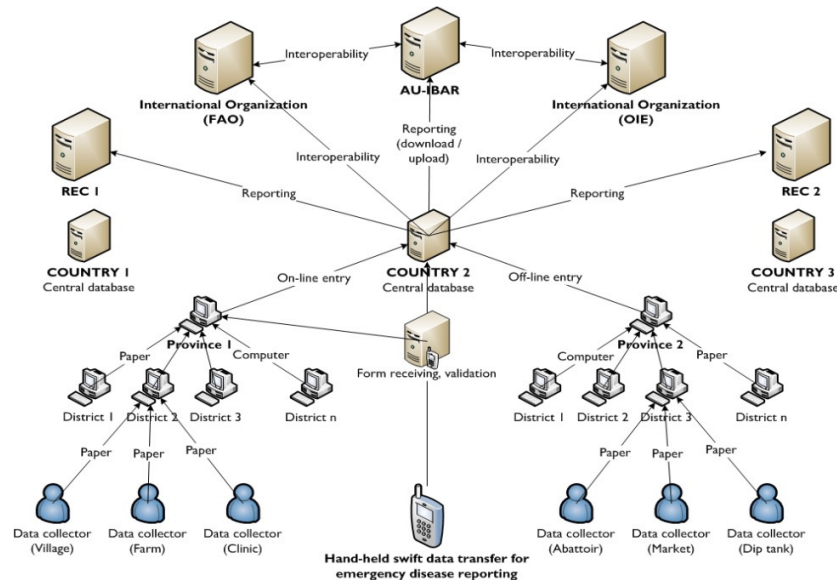 Interoperability
Interoperability
International Organization
(FAO)
AU-IBAR
International Organization
(OIE)
Reporting
(download /
upload)
Interoperability
Interoperability
REC 1
REC 2
Reporting
Reporting
COUNTRY 1
Central database
COUNTRY 2
Central database
COUNTRY 3
Central database
On-line entry
Off-line entry
Province 1
Province 2
Paper
Computer
Form receiving, validation
Computer
Paper
District 1
District 2
District 3
District n
District 1
District 2
District 3
District n
Paper
Paper
Paper
Paper
Paper
Paper
Data collector
(Village)
Data collector
(Farm)
Data collector
(Clinic)
Data collector
(Abattoir)
Data collector
(Market)
Data collector
(Dip tank)
Hand-held swift data transfer for
emergency disease reporting